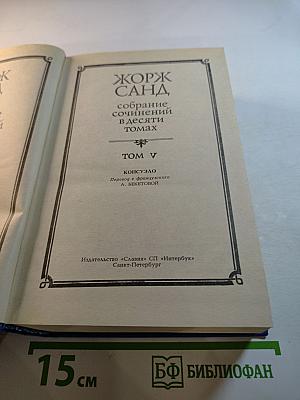 ЖОРЖ
САНД
собрание
сочинений
в десяти
томах
ТОМ V
КОНСУЭЛО
Перевод с французского
А. БЕКЕТОВОЙ
Издательство «Славия» СП «Интербук»
Санкт-Петербург
15 см
БФ БИБЛИОФАН